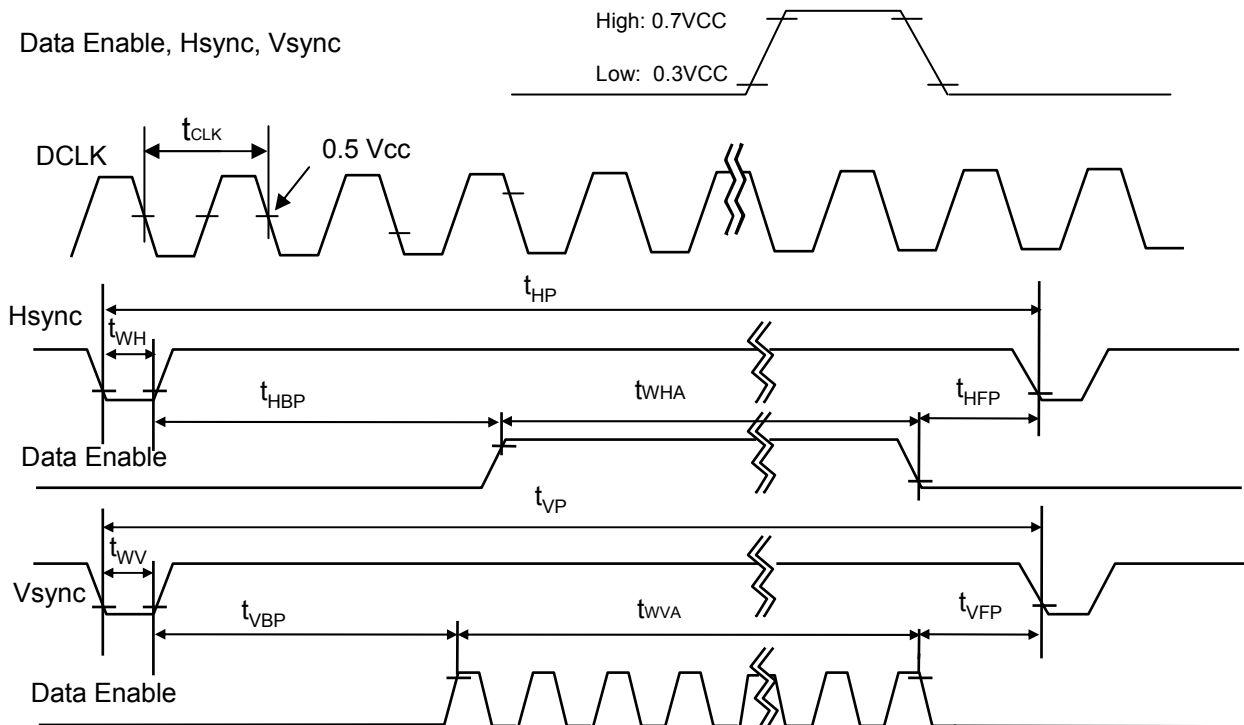 High: 0.7VCC
Data Enable, Hsync, Vsync
Low: 0.3VCC
tCLK
DCLK
0.5 Vcc
tHP
Hsync
tWH
tHBP
tWHA
tHFP
Data Enable
tVP
tWV
Vsync
tVBP
tWVA
tVFP
Data Enable